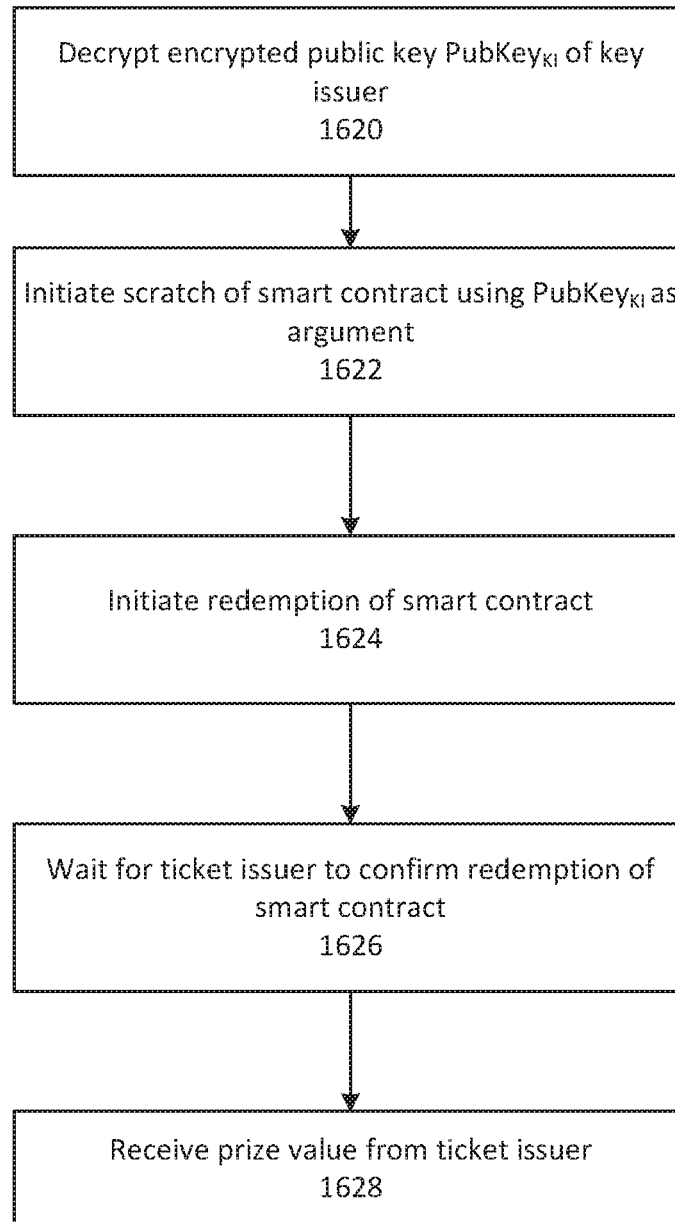 Decrypt encrypted public key PubKeyKI of key
issuer
1620
Initiate scratch of smart contract using PubKeyKI as
argument
1622
Initiate redemption of smart contract
1624
Wait for ticket issuer to confirm redemption of
smart contract
1626
Receive prize value from ticket issuer
1628